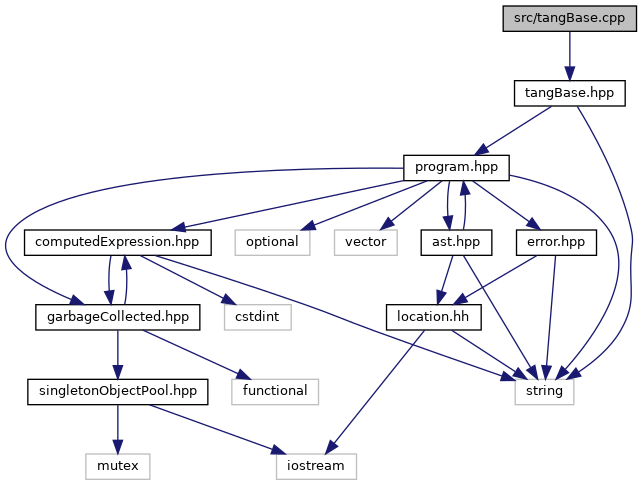 src/tangBase.cpp
tangBase.hpp
program.hpp
computedExpression.hpp
optional
vector
ast.hpp
error.hpp
garbageCollected.hpp
cstdint
location.hh
singletonObjectPool.hpp
functional
string
mutex
iostream